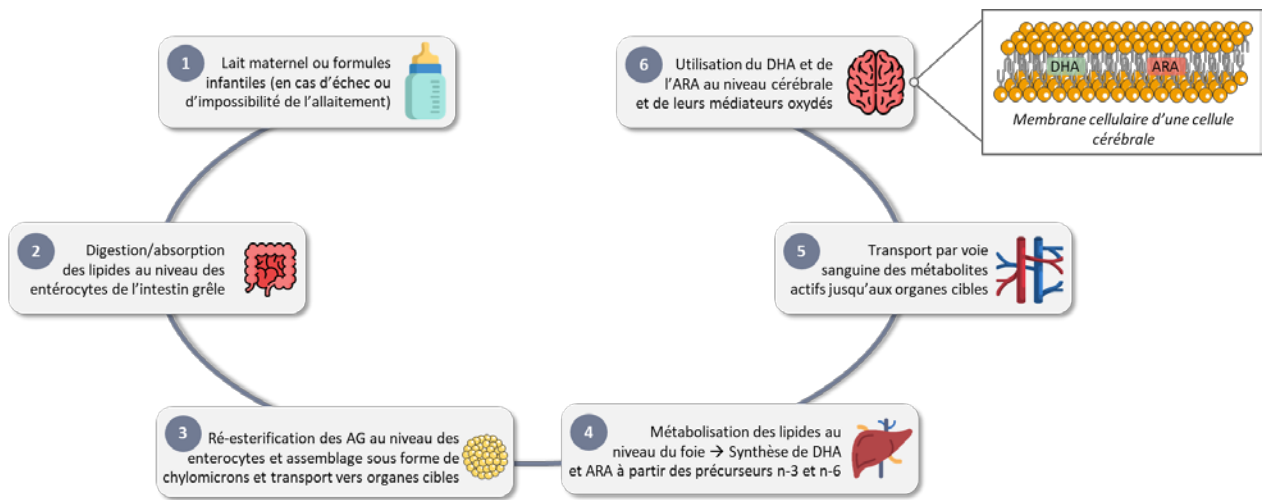 1
Lait maternel ou formules
infantiles (en cas d'échec ou
d'impossibilité de l'allaitement)
2
Digestion/absorption
des lipides au niveau des
entérocytes de l'intestin grêle
3
Ré-esterification des AG au niveau des
enterocytes et assemblage sous forme de
chylomicrons et transport vers organes cibles
4
Métabolisation des lipides au
niveau du foie → Synthèse de DHA
et ARA à partir des précurseurs n-3 et n-6
5
Transport par voie
sanguine des métabolites
actifs jusqu'aux organes cibles
6
Utilisation du DHA et de
l'ARA au niveau cérébrale
et de leurs médiateurs oxydés
DHA
ARA
Membrane cellulaire d'une cellule
cérébrale